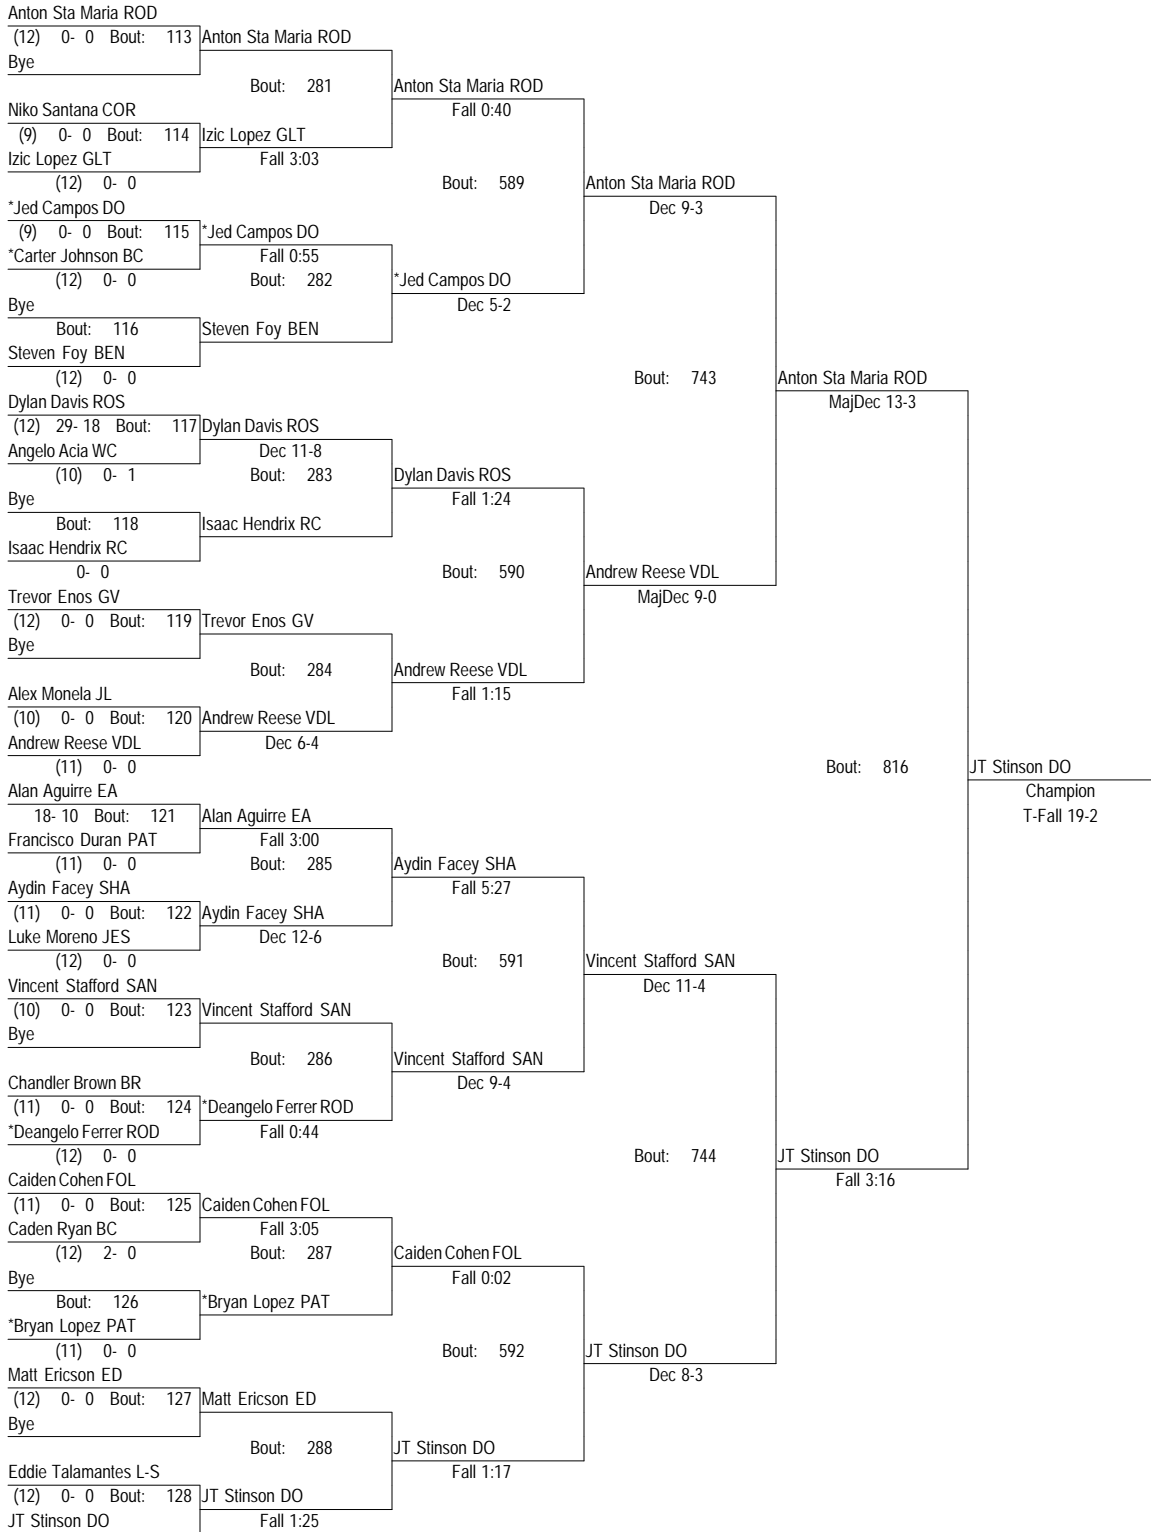 Anton Sta Maria ROD
(12) 0- 0 Bout: 113 Anton Sta Maria ROD
Bye
Bout: 281 Anton Sta Maria ROD
Niko Santana COR Fall 0:40
(9) 0- 0 Bout: 114 Izic Lopez GLT
Izic Lopez GLT Fall 3:03
(12) 0- 0 Bout: 589 Anton Sta Maria ROD
*Jed Campos DO Dec 9-3
(9) 0- 0 Bout: 115 *Jed Campos DO
*Carter Johnson BC Fall 0:55
(12) 0- 0 Bout: 282 *Jed Campos DO
Bye Dec 5-2
Bout: 116 Steven Foy BEN
Steven Foy BEN
(12) 0- 0 Bout: 743 Anton Sta Maria ROD
Dylan Davis ROS MajDec 13-3
(12) 29- 18 Bout: 117 Dylan Davis ROS
Angelo Acia WC Dec 11-8
(10) 0- 1 Bout: 283 Dylan Davis ROS
Bye Fall 1:24
Bout: 118 Isaac Hendrix RC
Isaac Hendrix RC
0- 0 Bout: 590 Andrew Reese VDL
Trevor Enos GV MajDec 9-0
(12) 0- 0 Bout: 119 Trevor Enos GV
Bye
Bout: 284 Andrew Reese VDL
Alex Monela JL Fall 1:15
(10) 0- 0 Bout: 120 Andrew Reese VDL
Andrew Reese VDL Dec 6-4
(11) 0- 0 Bout: 816 JT Stinson DO
Alan Aguirre EA Champion
18- 10 Bout: 121 Alan Aguirre EA T-Fall 19-2
Francisco Duran PAT Fall 3:00
(11) 0- 0 Bout: 285 Aydin Facey SHA
Aydin Facey SHA Fall 5:27
(11) 0- 0 Bout: 122 Aydin Facey SHA
Luke Moreno JES Dec 12-6
(12) 0- 0 Bout: 591 Vincent Stafford SAN
Vincent Stafford SAN Dec 11-4
(10) 0- 0 Bout: 123 Vincent Stafford SAN
Bye
Bout: 286 Vincent Stafford SAN
Chandler Brown BR Dec 9-4
(11) 0- 0 Bout: 124 *Deangelo Ferrer ROD
*Deangelo Ferrer ROD Fall 0:44
(12) 0- 0 Bout: 744 JT Stinson DO
Caiden Cohen FOL Fall 3:16
(11) 0- 0 Bout: 125 Caiden Cohen FOL
Caden Ryan BC Fall 3:05
(12) 2- 0 Bout: 287 Caiden Cohen FOL
Bye Fall 0:02
Bout: 126 *Bryan Lopez PAT
*Bryan Lopez PAT
(11) 0- 0 Bout: 592 JT Stinson DO
Matt Ericson ED Dec 8-3
(12) 0- 0 Bout: 127 Matt Ericson ED
Bye
Bout: 288 JT Stinson DO
Eddie Talamantes L-S Fall 1:17
(12) 0- 0 Bout: 128 JT Stinson DO
JT Stinson DO Fall 1:25